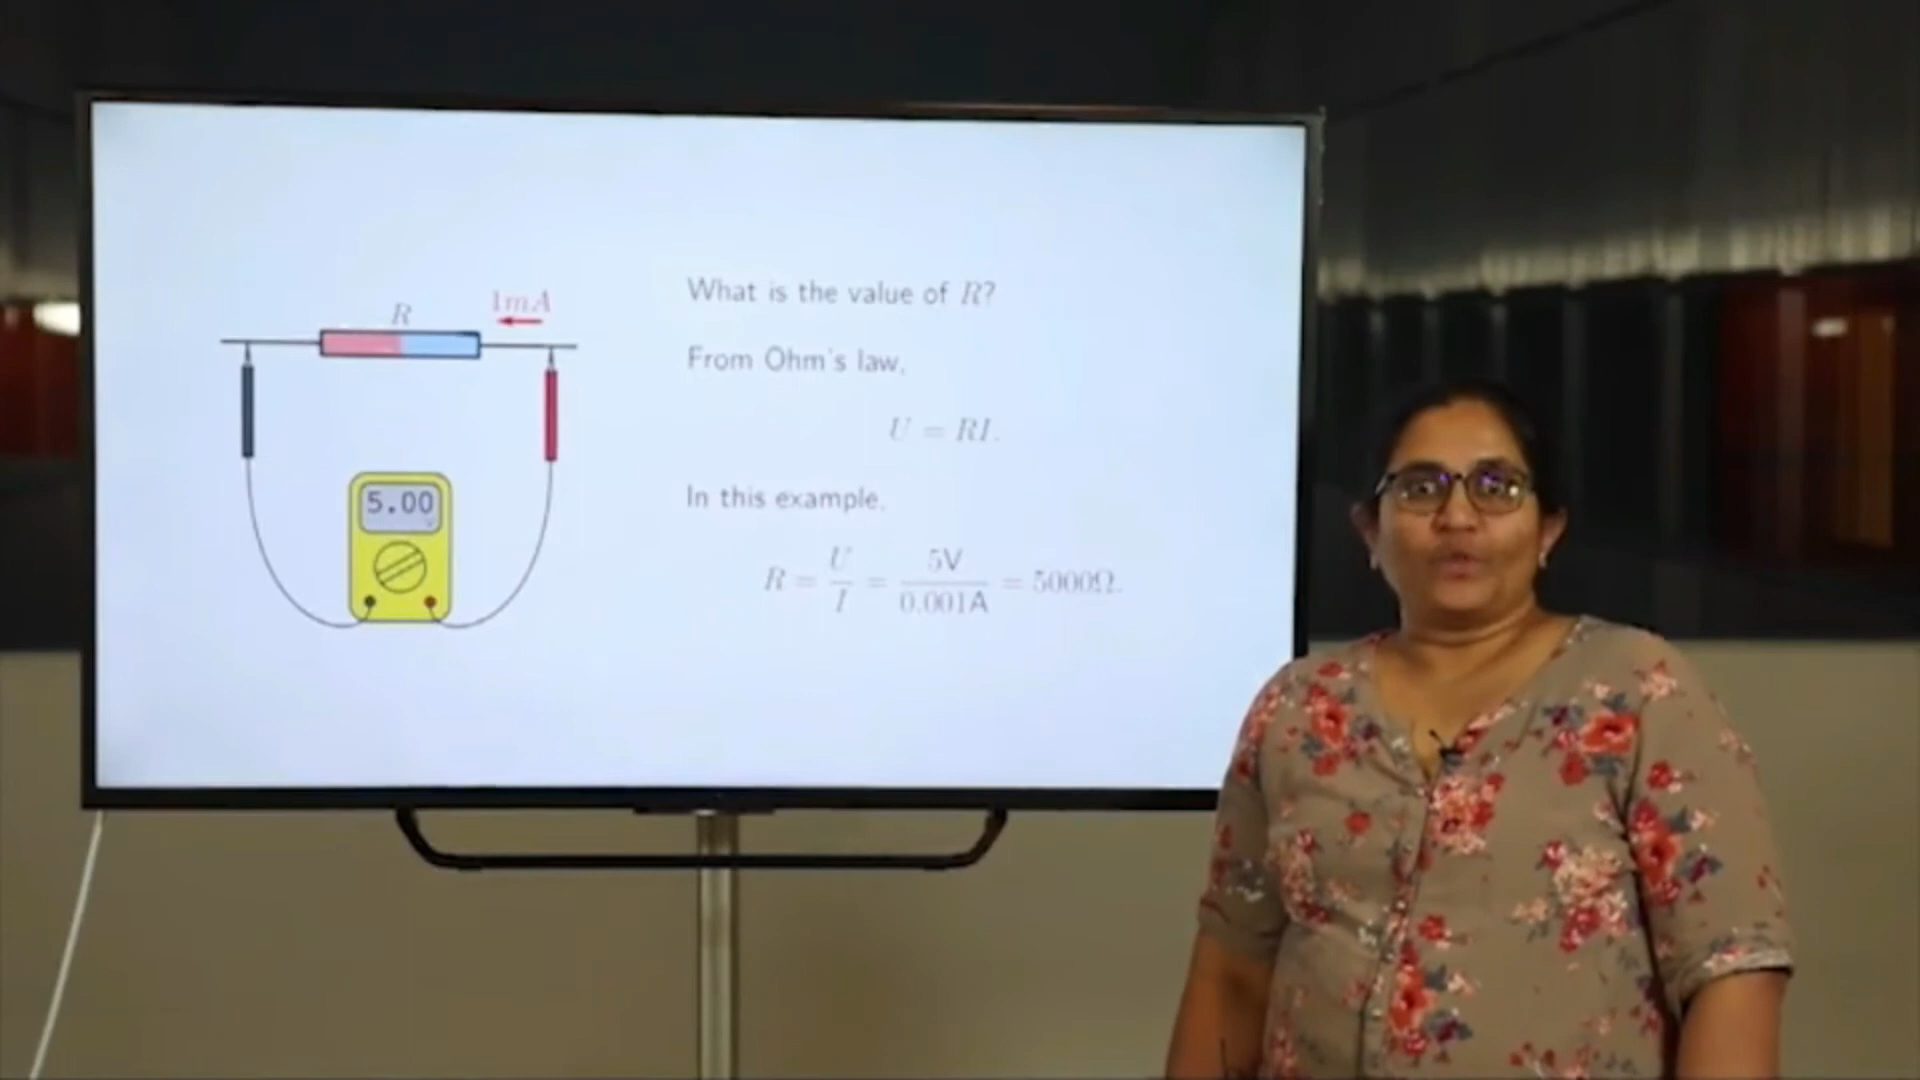 R
1mA
5.00
V
What is the value of R?
From Ohm's law,
U = RI.
In this example,
R = U/I = 5V/0.001A = 5000Ω.